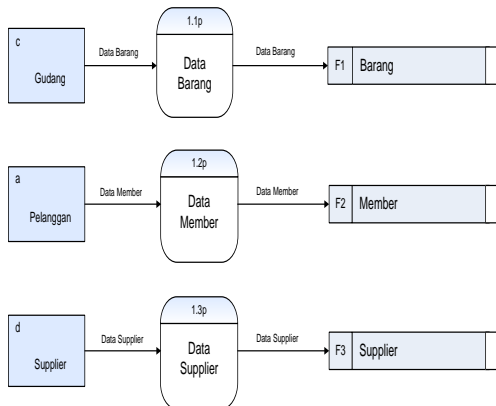 c
Gudang
Data Barang
1.1p
Data
Barang
Data Barang
F1
Barang
a
Pelanggan
Data Member
1.2p
Data
Member
Data Member
F2
Member
d
Supplier
Data Supplier
1.3p
Data
Supplier
Data Supplier
F3
Supplier